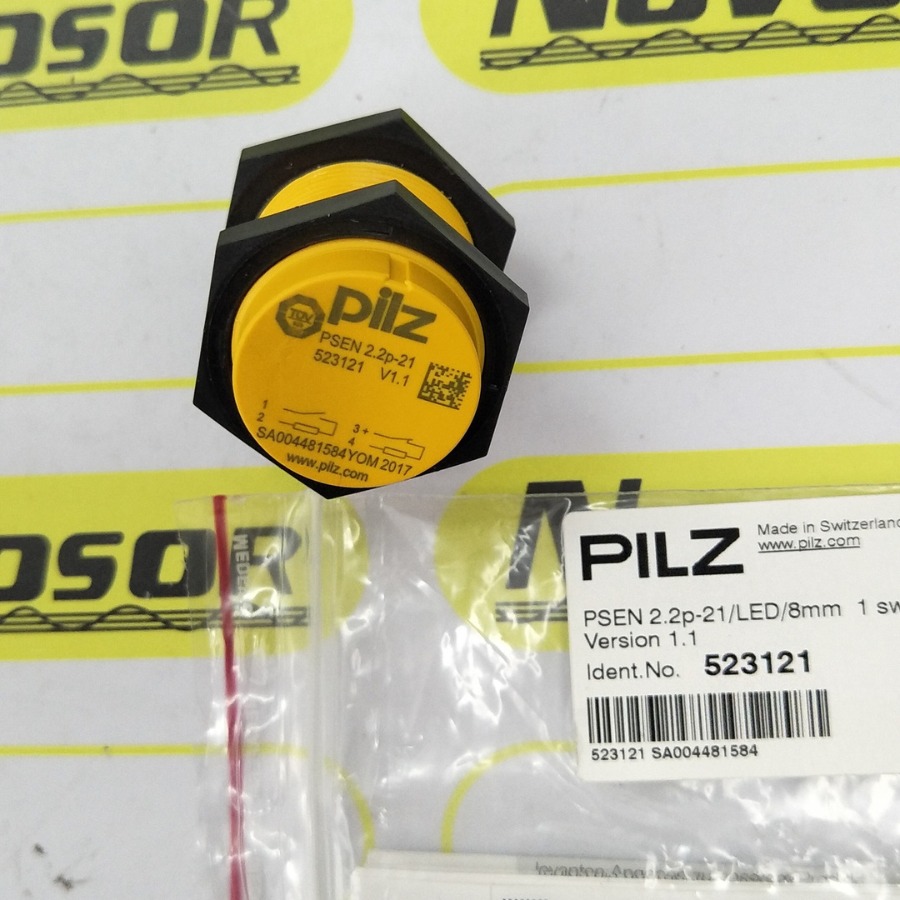 NOVO
pilz
TÜV
PSEN 2.2p-21
523121 V1.1
1
2
3+
4
SA004481584YOM 2017
www.pilz.com
PILZ
Made in Switzerland
www.pilz.com
PSEN 2.2p-21/LED/8mm 1 sw
Version 1.1
Ident.No. 523121
523121 SA004481584